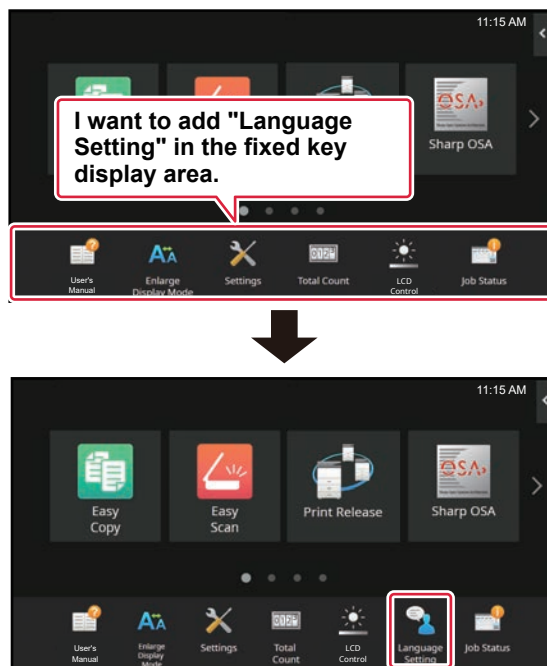 11:15 AM
I want to add "Language
Setting" in the fixed key
display area.
OSA
Sharp OSA
User's
Manual
Enlarge
Display Mode
Settings
Total Count
LCD
Control
Job Status
11:15 AM
Easy
Copy
Easy
Scan
Print Release
OSA
Sharp OSA
User's
Manual
Enlarge
Display
Mode
Settings
Total
Count
LCD
Control
Language
Setting
Job Status